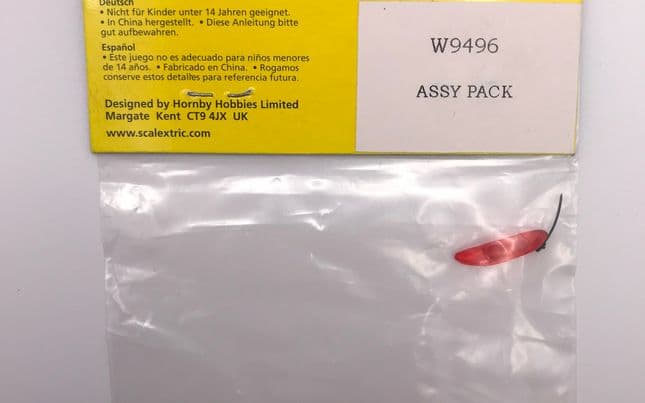 Deutsch
• Nicht für Kinder unter 14 Jahren geeignet.
• In China hergestellt. • Diese Anleitung bitte
gut aufbewahren.
Español
• Este juego no es adecuado para niños menores
de 14 años. • Fabricado en China. • Rogamos
conserve estos detalles para referencia futura.
Designed by Hornby Hobbies Limited
Margate Kent CT9 4JX UK
www.scalextric.com
W9496
ASSY PACK